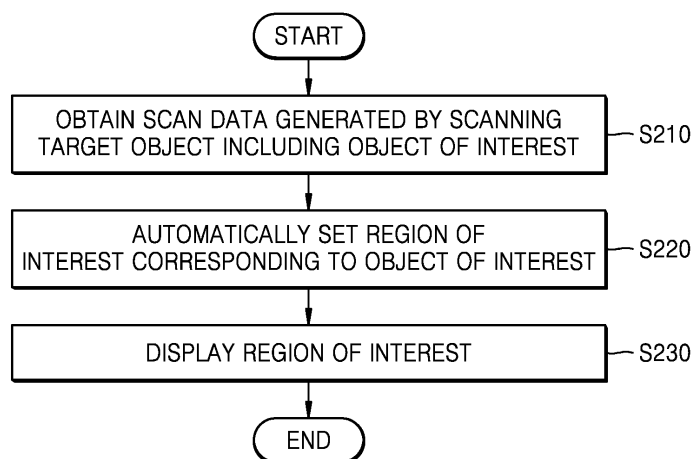 START
OBTAIN SCAN DATA GENERATED BY SCANNING
TARGET OBJECT INCLUDING OBJECT OF INTEREST
S210
AUTOMATICALLY SET REGION OF
INTEREST CORRESPONDING TO OBJECT OF INTEREST
S220
DISPLAY REGION OF INTEREST
S230
END